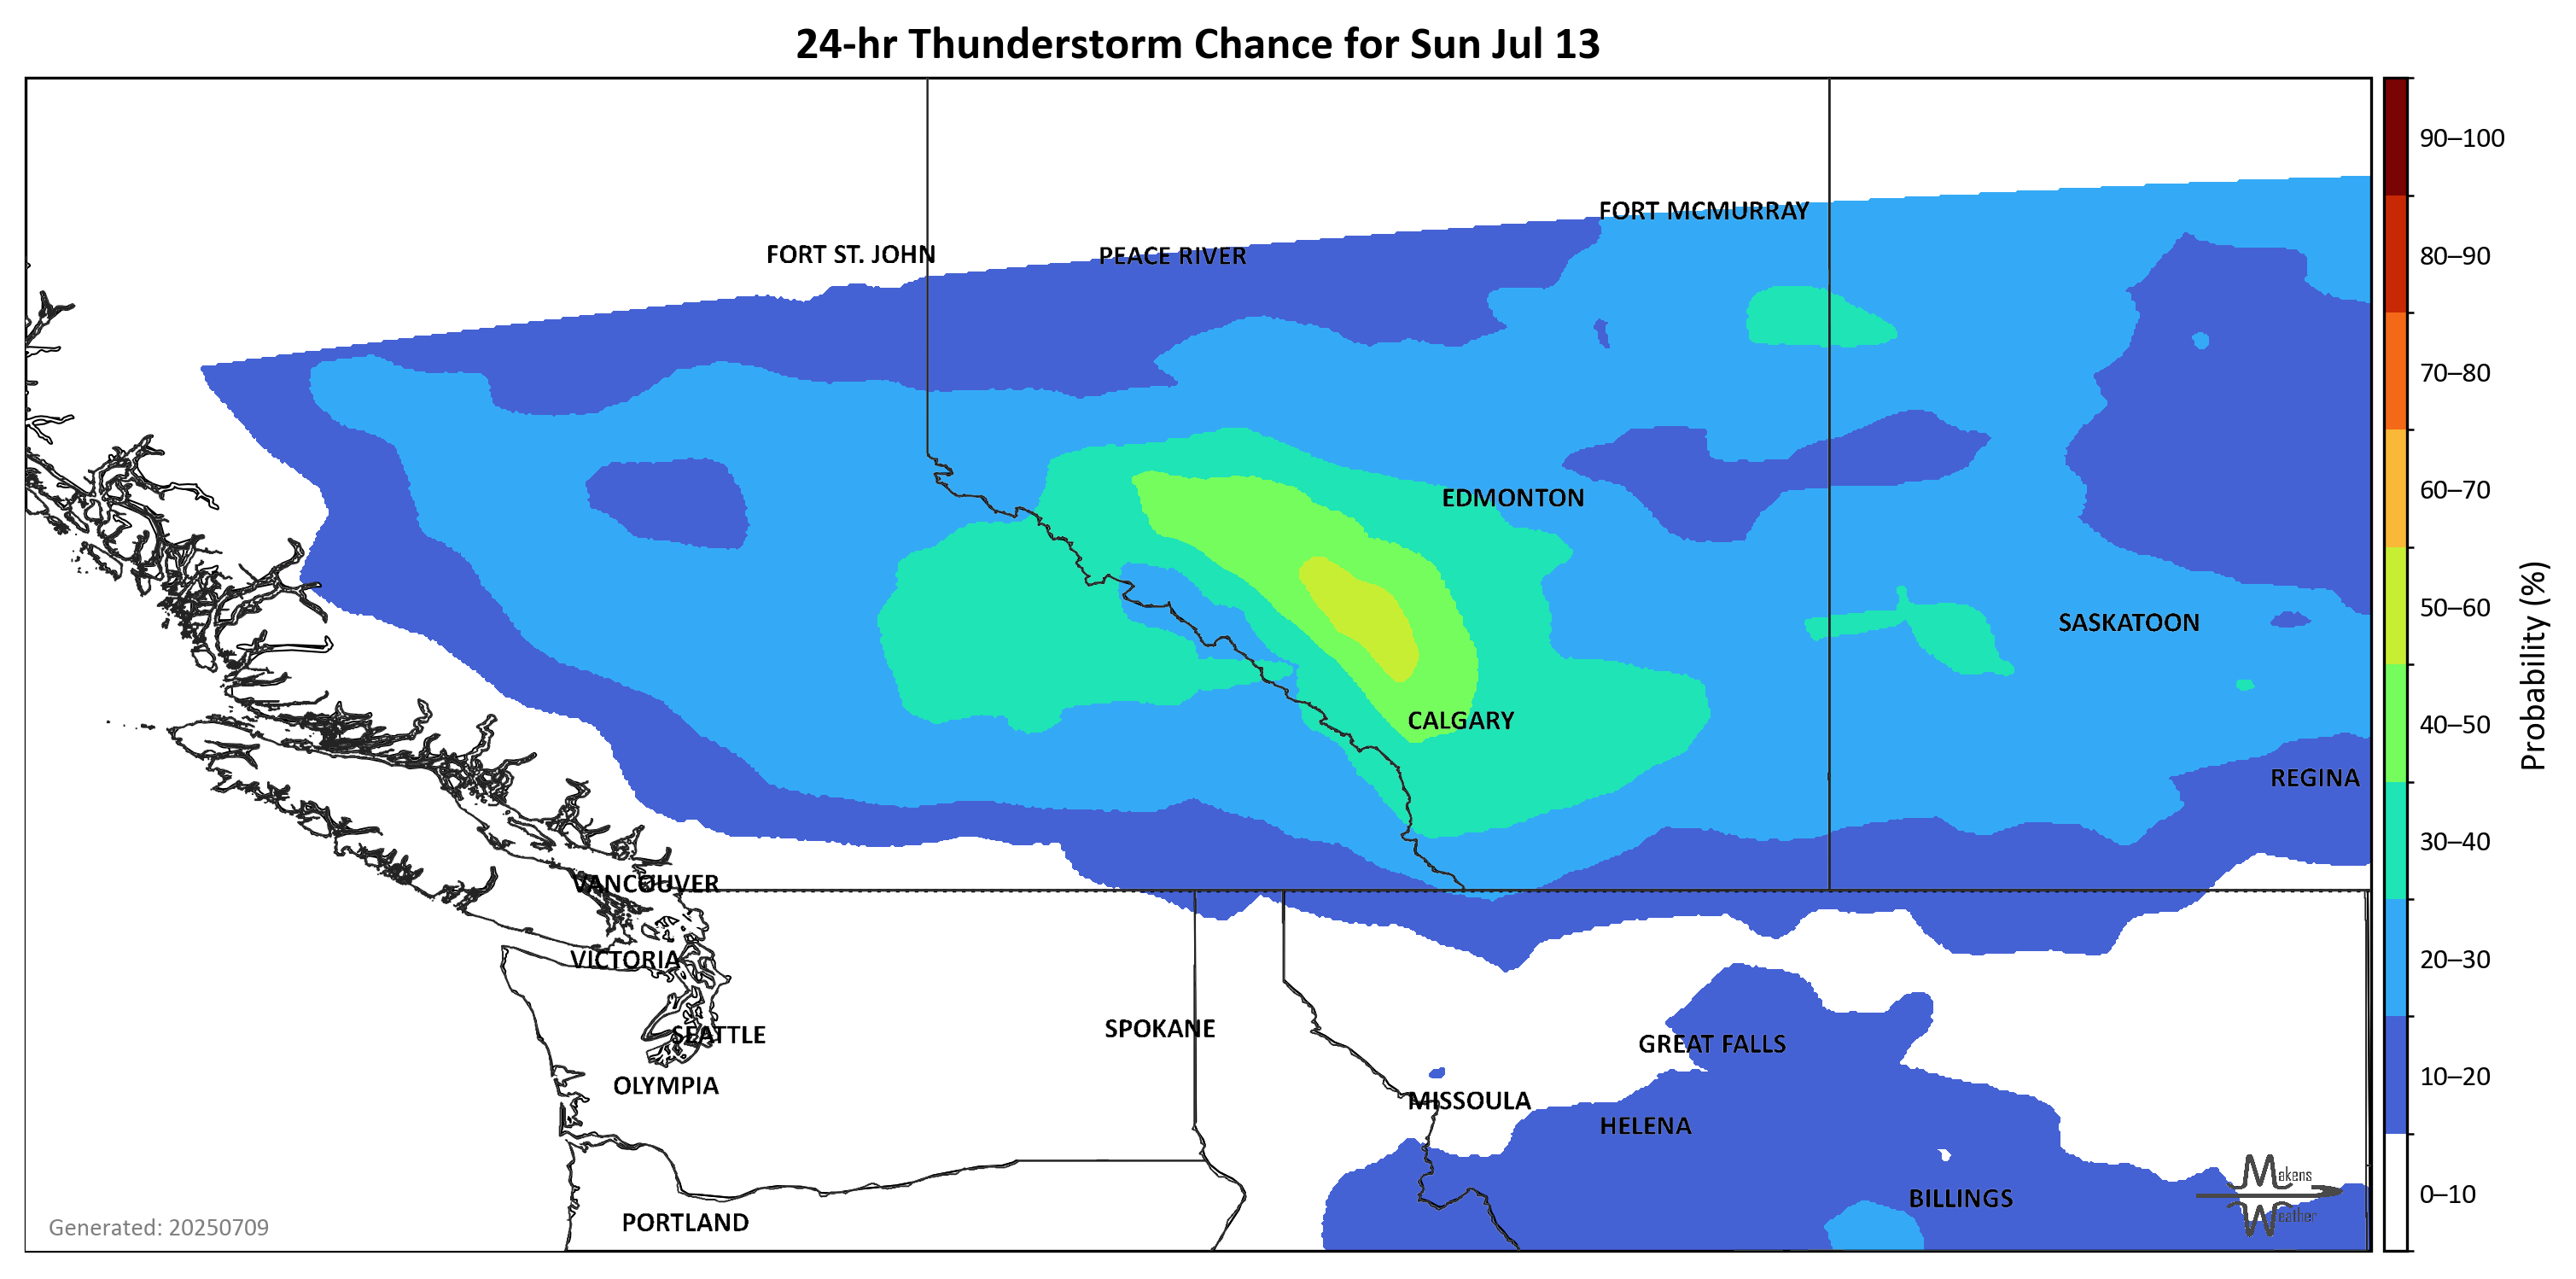 24-hr Thunderstorm Chance for Sun Jul 13
FORT MCMURRAY
FORT ST. JOHN
PEACE RIVER
EDMONTON
SASKATOON
CALGARY
REGINA
VANCOUVER
VICTORIA
SPOKANE
SEATTLE
GREAT FALLS
OLYMPIA
MISSOULA
HELENA
BILLINGS
PORTLAND
Makens
Weather
Generated: 20250709
90–100
80–90
70–80
60–70
50–60
40–50
30–40
20–30
10–20
0–10
Probability (%)